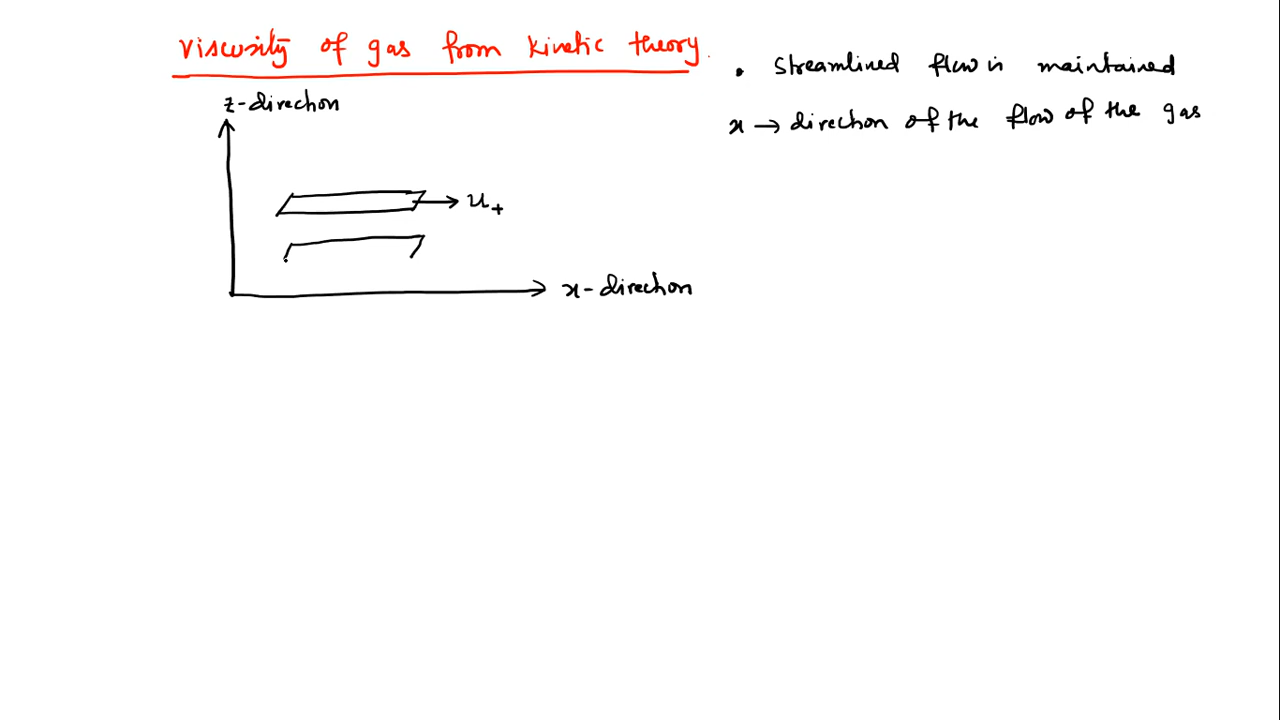 viscosity of gas from kinetic theory.
• Streamlined flow is maintained
x → direction of the flow of the gas
z-direction
u₊
x-direction